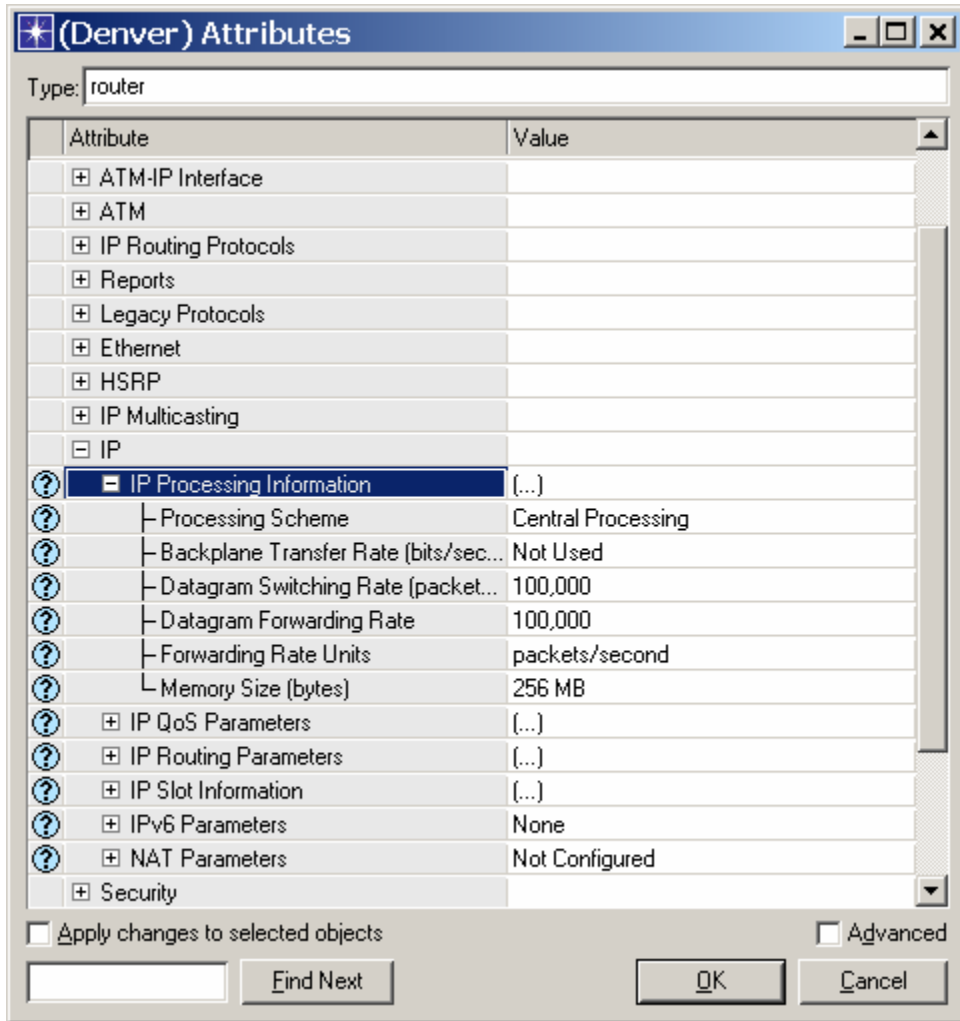 (Denver) Attributes
Type: router
Attribute Value
ATM-IP Interface
ATM
IP Routing Protocols
Reports
Legacy Protocols
Ethernet
HSRP
IP Multicasting
IP
IP Processing Information (...)
Processing Scheme Central Processing
Backplane Transfer Rate (bits/sec... Not Used
Datagram Switching Rate (packet... 100,000
Datagram Forwarding Rate 100,000
Forwarding Rate Units packets/second
Memory Size (bytes) 256 MB
IP QoS Parameters (...)
IP Routing Parameters (...)
IP Slot Information (...)
IPv6 Parameters None
NAT Parameters Not Configured
Security
Apply changes to selected objects Advanced
Find Next OK Cancel